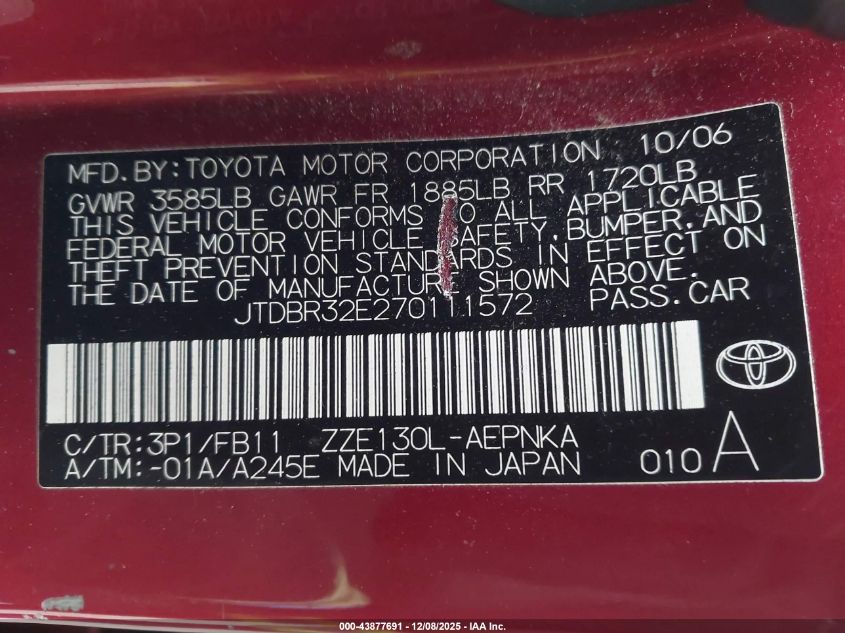 MFD. BY: TOYOTA MOTOR CORPORATION 10/06
GVWR 3585LB GAWR FR 1885LB RR 1720LB
THIS VEHICLE CONFORMS TO ALL APPLICABLE
FEDERAL MOTOR VEHICLE SAFETY, BUMPER, AND
THEFT PREVENTION STANDARDS IN EFFECT ON
THE DATE OF MANUFACTURE SHOWN ABOVE.
JTDBR32E270111572 PASS. CAR
C/TR: 3P1/FB11 ZZE130L-AEPNKA
A/TM: -01A/A245E MADE IN JAPAN 010 A
000-43877691 - 12/08/2025 - IAA Inc.